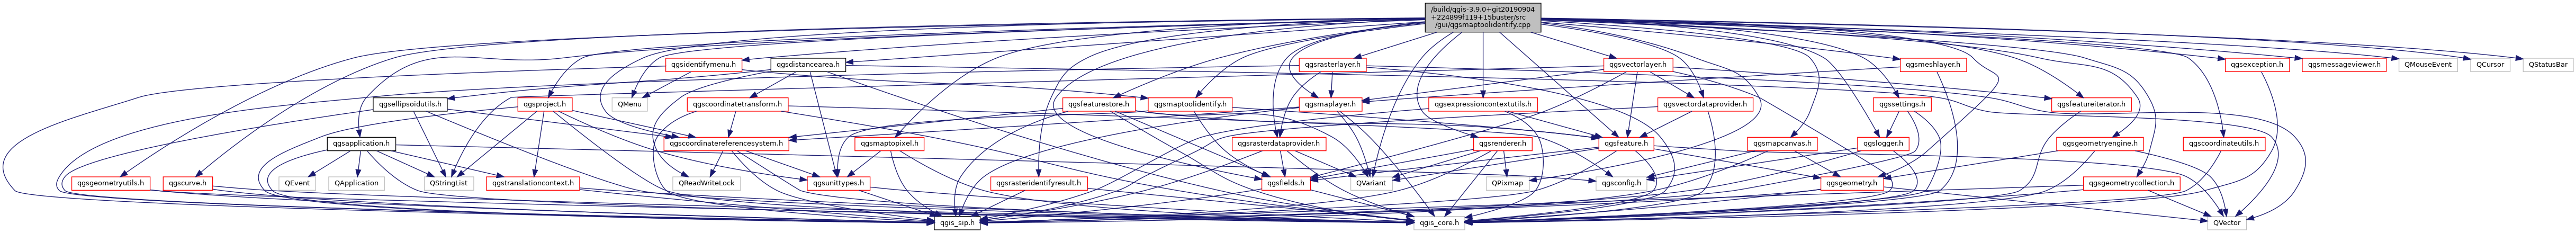 /build/qgis-3.9.0+git20190904
+224899f119+15buster/src
/gui/qgsmaptoolidentify.cpp
qgsidentifymenu.h
qgsdistancearea.h
qgsrasterlayer.h
qgsvectorlayer.h
qgsmeshlayer.h
qgsexception.h
qgsmessageviewer.h
QMouseEvent
QCursor
QStatusBar
qgsellipsoidutils.h
qgsproject.h
QMenu
qgscoordinatetransform.h
qgsfeaturestore.h
qgsmaptoolidentify.h
qgsmaplayer.h
qgsexpressioncontextutils.h
qgsvectordataprovider.h
qgssettings.h
qgsfeatureiterator.h
qgsapplication.h
qgscoordinatereferencesystem.h
qgsmaptopixel.h
qgsrasterdataprovider.h
qgsrenderer.h
qgsfeature.h
qgsmapcanvas.h
qgslogger.h
qgsgeometryengine.h
qgscoordinateutils.h
qgsgeometryutils.h
qgscurve.h
QEvent
QApplication
QStringList
qgstranslationcontext.h
QReadWriteLock
qgsunittypes.h
qgsrasteridentifyresult.h
qgsfields.h
QVariant
QPixmap
qgsconfig.h
qgsgeometry.h
qgsgeometrycollection.h
qgis_sip.h
qgis_core.h
QVector